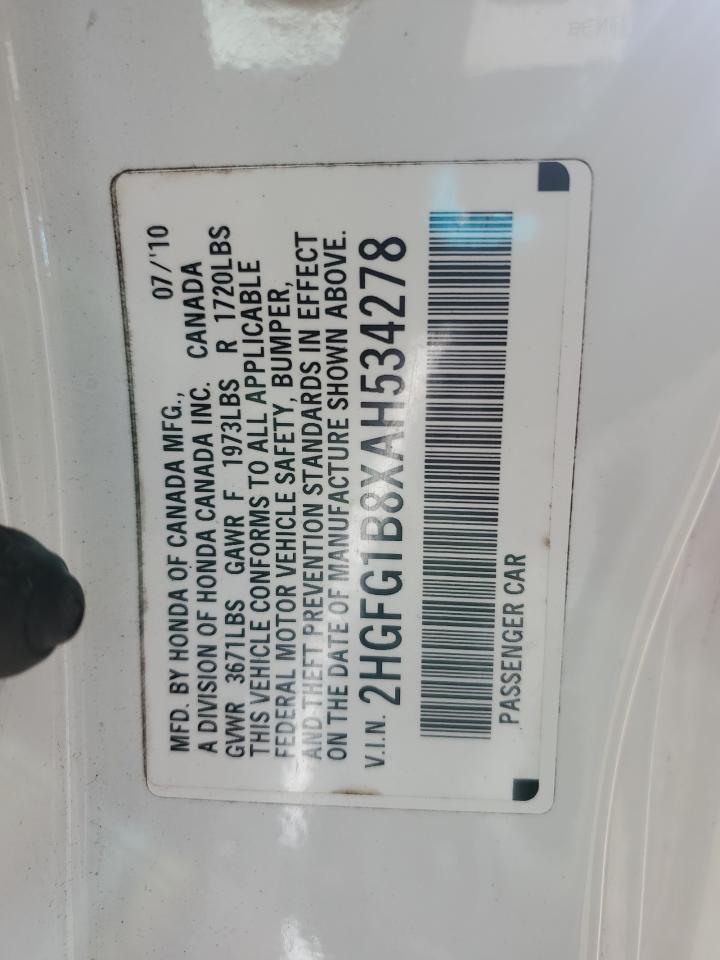 MFD. BY HONDA OF CANADA MFG., 07/'10
A DIVISION OF HONDA CANADA INC. CANADA
GVWR 3671LBS GAWR F 1973LBS R 1720LBS
THIS VEHICLE CONFORMS TO ALL APPLICABLE
FEDERAL MOTOR VEHICLE SAFETY, BUMPER,
AND THEFT PREVENTION STANDARDS IN EFFECT
ON THE DATE OF MANUFACTURE SHOWN ABOVE.
V.I.N. 2HGFG1B8XAH534278
PASSENGER CAR